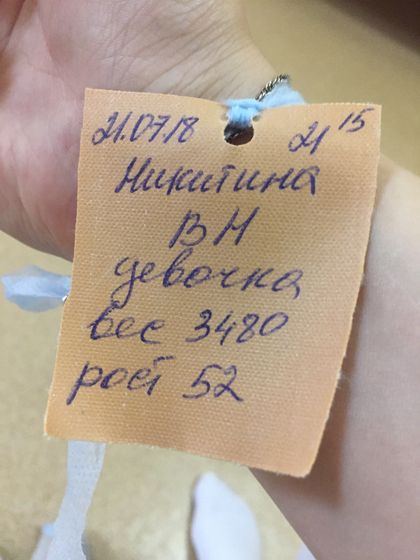 21.07.18 21 15
Никитина
ВН
девочка
вес 3480
рост 52